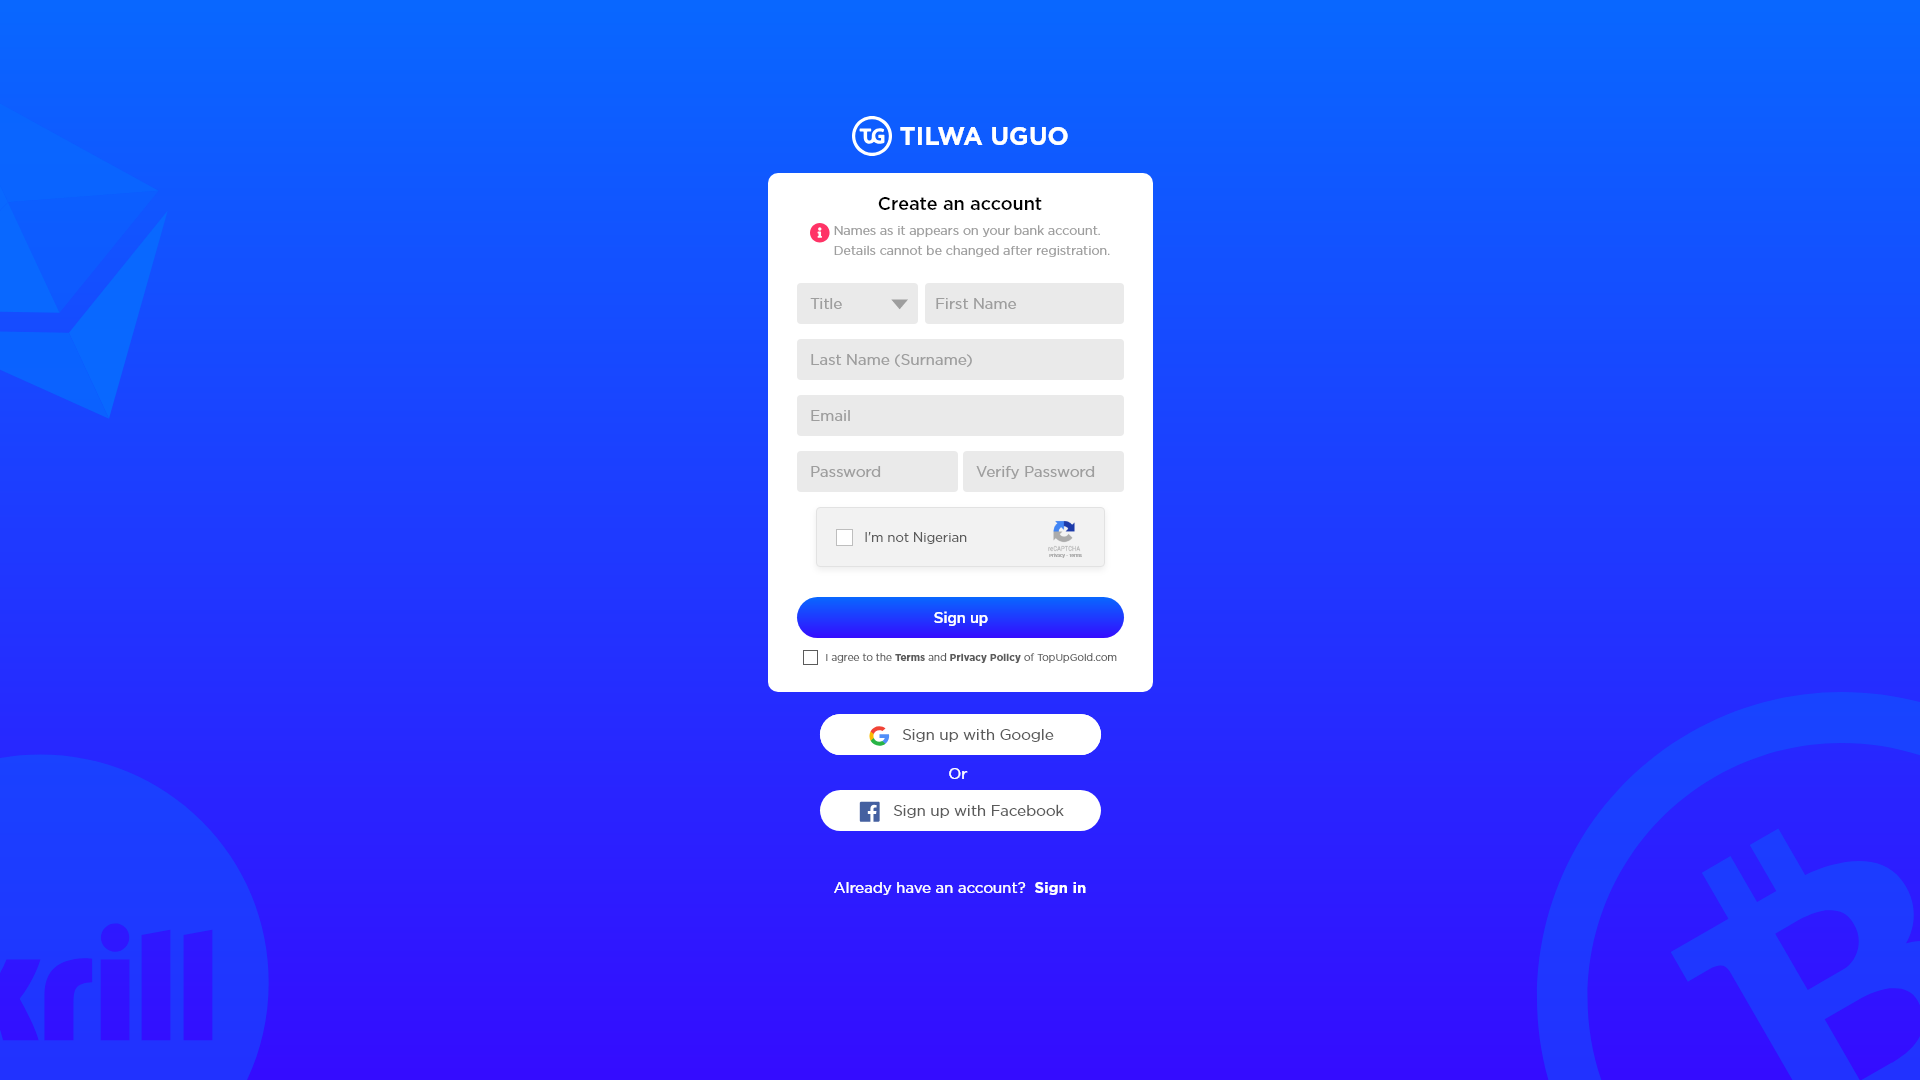 TG TILWA UGUO
Create an account
Names as it appears on your bank account.
Details cannot be changed after registration.
Title
First Name
Last Name (Surname)
Email
Password
Verify Password
I'm not Nigerian
reCAPTCHA
Privacy - Terms
Sign up
I agree to the Terms and Privacy Policy of TopUpGold.com
Sign up with Google
Or
Sign up with Facebook
Already have an account? Sign in
krill